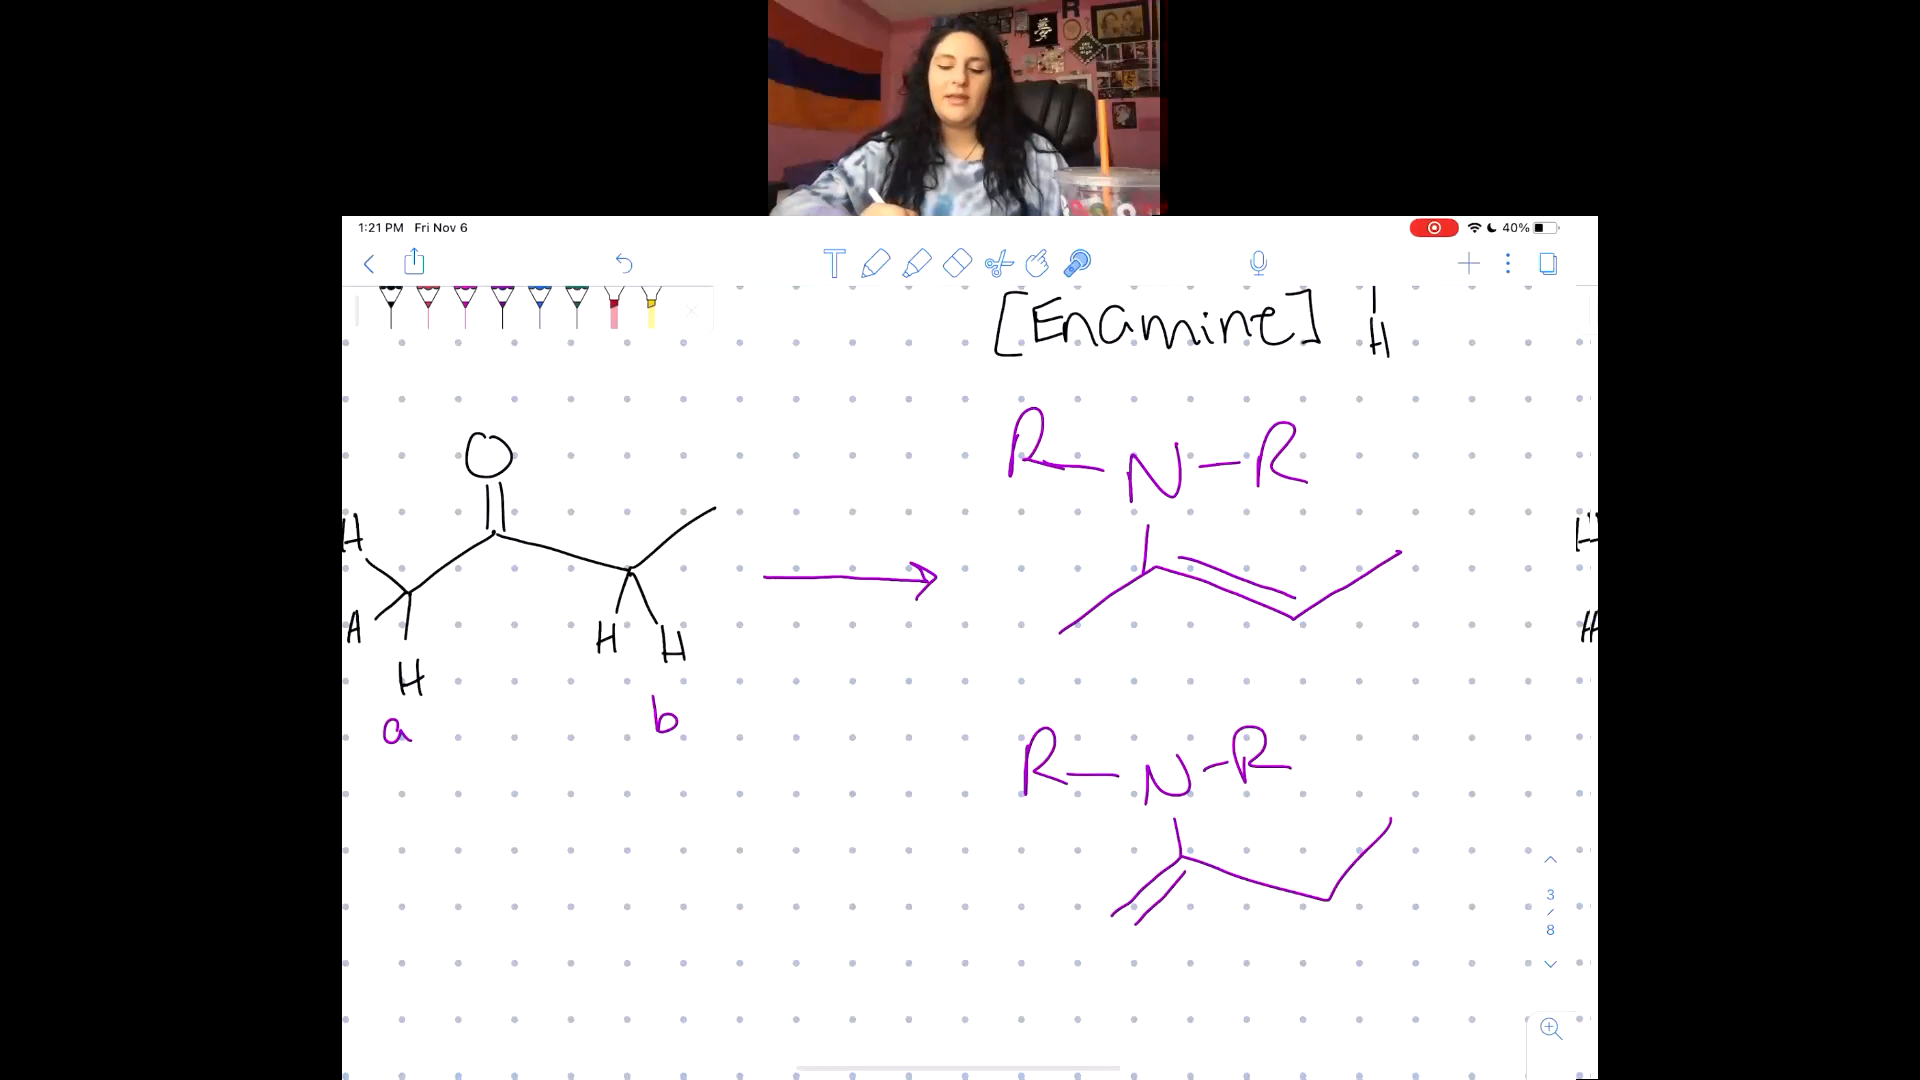 1:21 PM Fri Nov 6
40%
T
[Enamine]
H
R-N-R
O
H
H
H
H
H
H
H
a
b
R-N-R
3
/
8